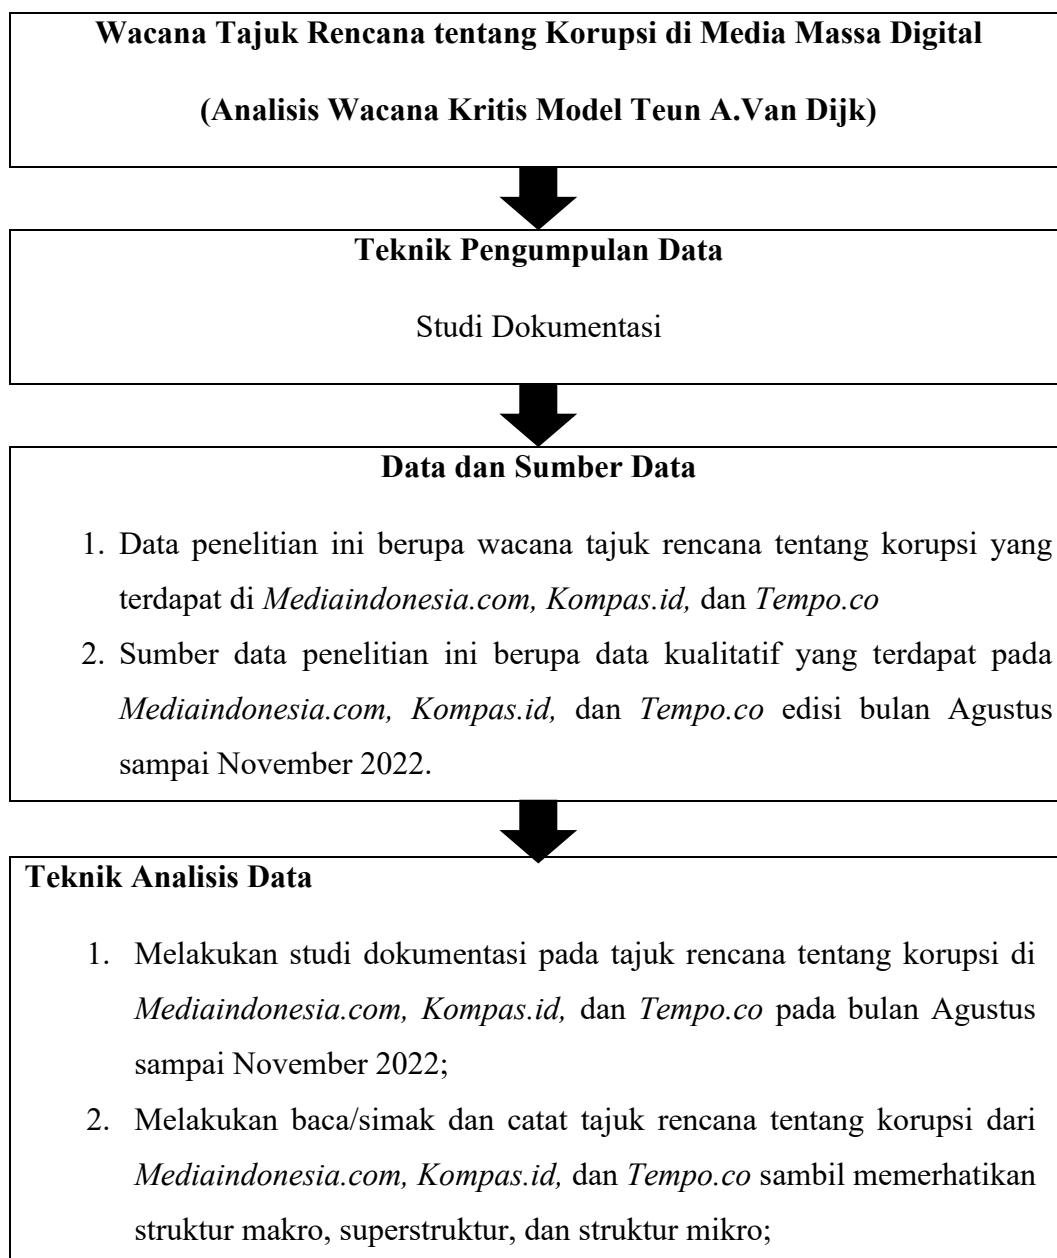 Wacana Tajuk Rencana tentang Korupsi di Media Massa Digital
(Analisis Wacana Kritis Model Teun A.Van Dijk)
Teknik Pengumpulan Data
Studi Dokumentasi
Data dan Sumber Data
1. Data penelitian ini berupa wacana tajuk rencana tentang korupsi yang
terdapat di Mediaindonesia.com, Kompas.id, dan Tempo.co
2. Sumber data penelitian ini berupa data kualitatif yang terdapat pada
Mediaindonesia.com, Kompas.id, dan Tempo.co edisi bulan Agustus
sampai November 2022.
Teknik Analisis Data
1. Melakukan studi dokumentasi pada tajuk rencana tentang korupsi di
Mediaindonesia.com, Kompas.id, dan Tempo.co pada bulan Agustus
sampai November 2022;
2. Melakukan baca/simak dan catat tajuk rencana tentang korupsi dari
Mediaindonesia.com, Kompas.id, dan Tempo.co sambil memerhatikan
struktur makro, superstruktur, dan struktur mikro;